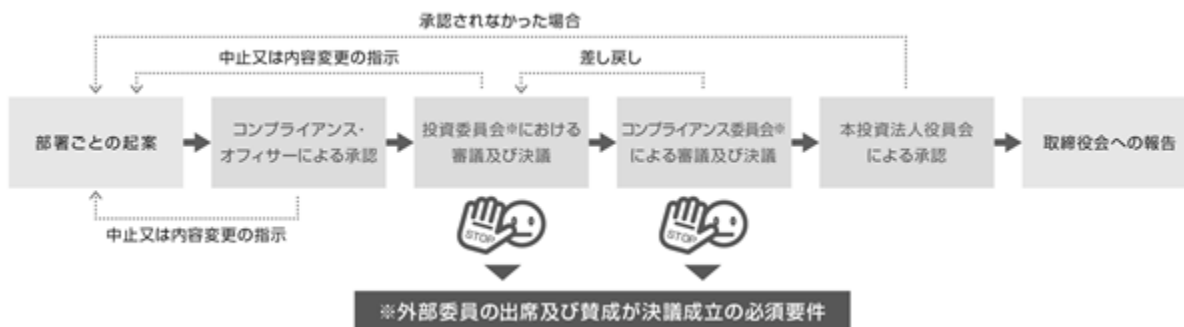 承認されなかった場合
中止又は内容変更の指示
差し戻し
部署ごとの起案
コンプライアンス・
オフィサーによる承認
投資委員会※における
審議及び決議
コンプライアンス委員会※
による審議及び決議
本投資法人役員会
による承認
取締役会への報告
中止又は内容変更の指示
STOP
STOP
※外部委員の出席及び賛成が決議成立の必須要件